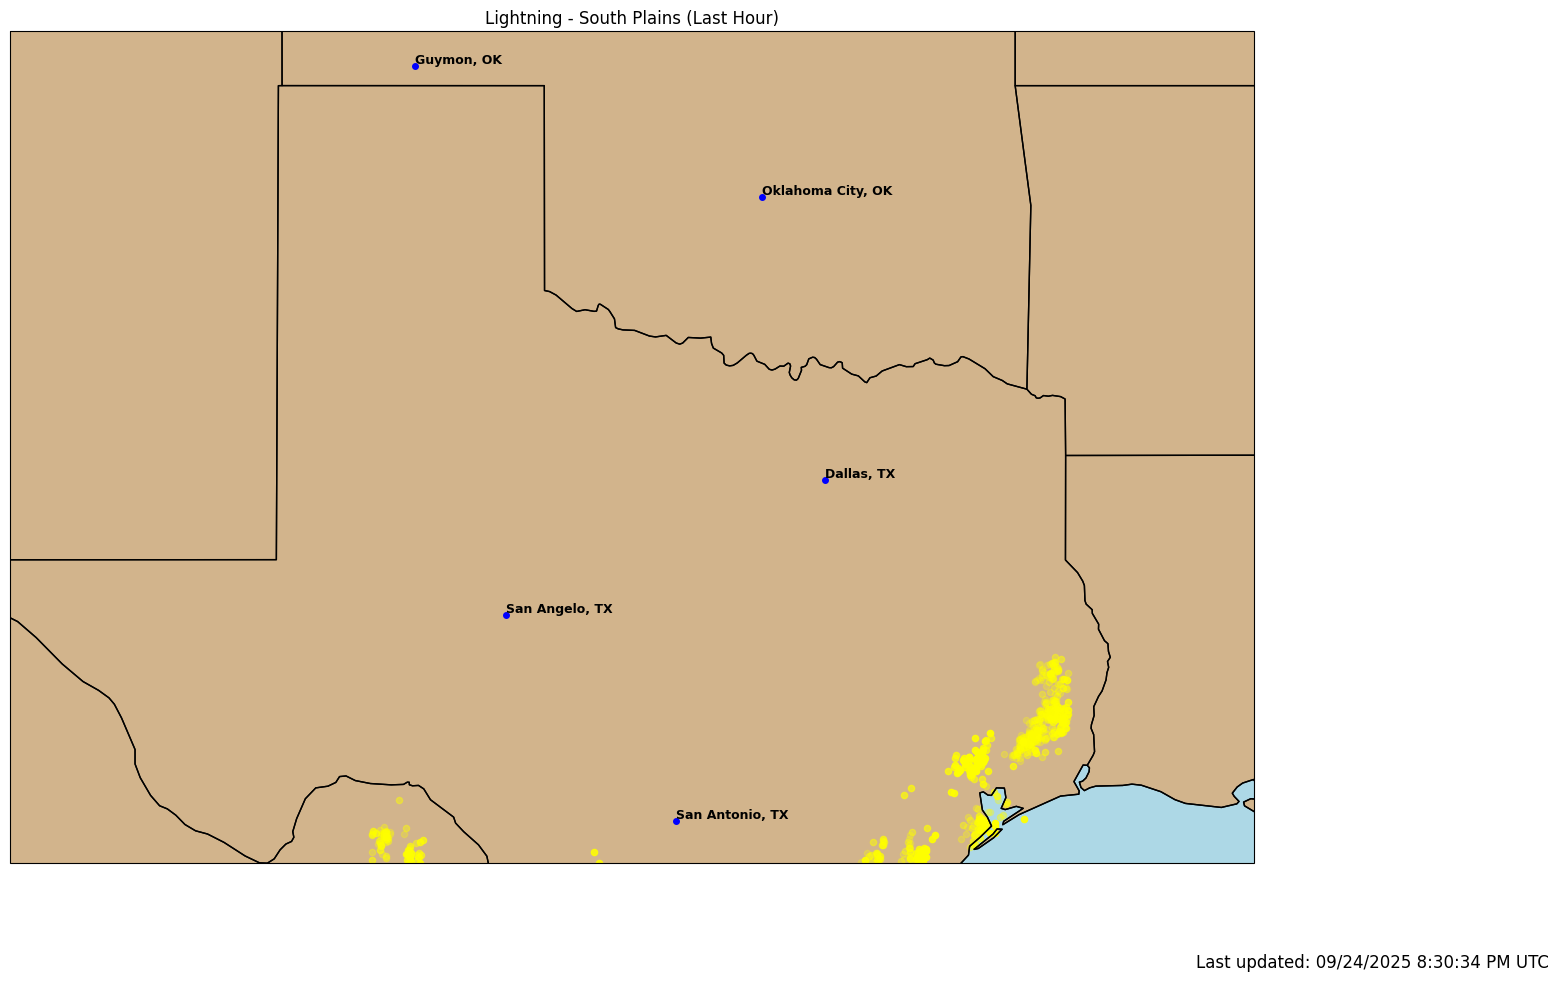 Lightning - South Plains (Last Hour)
Guymon, OK
Oklahoma City, OK
Dallas, TX
San Angelo, TX
San Antonio, TX
Last updated: 09/24/2025 8:30:34 PM UTC